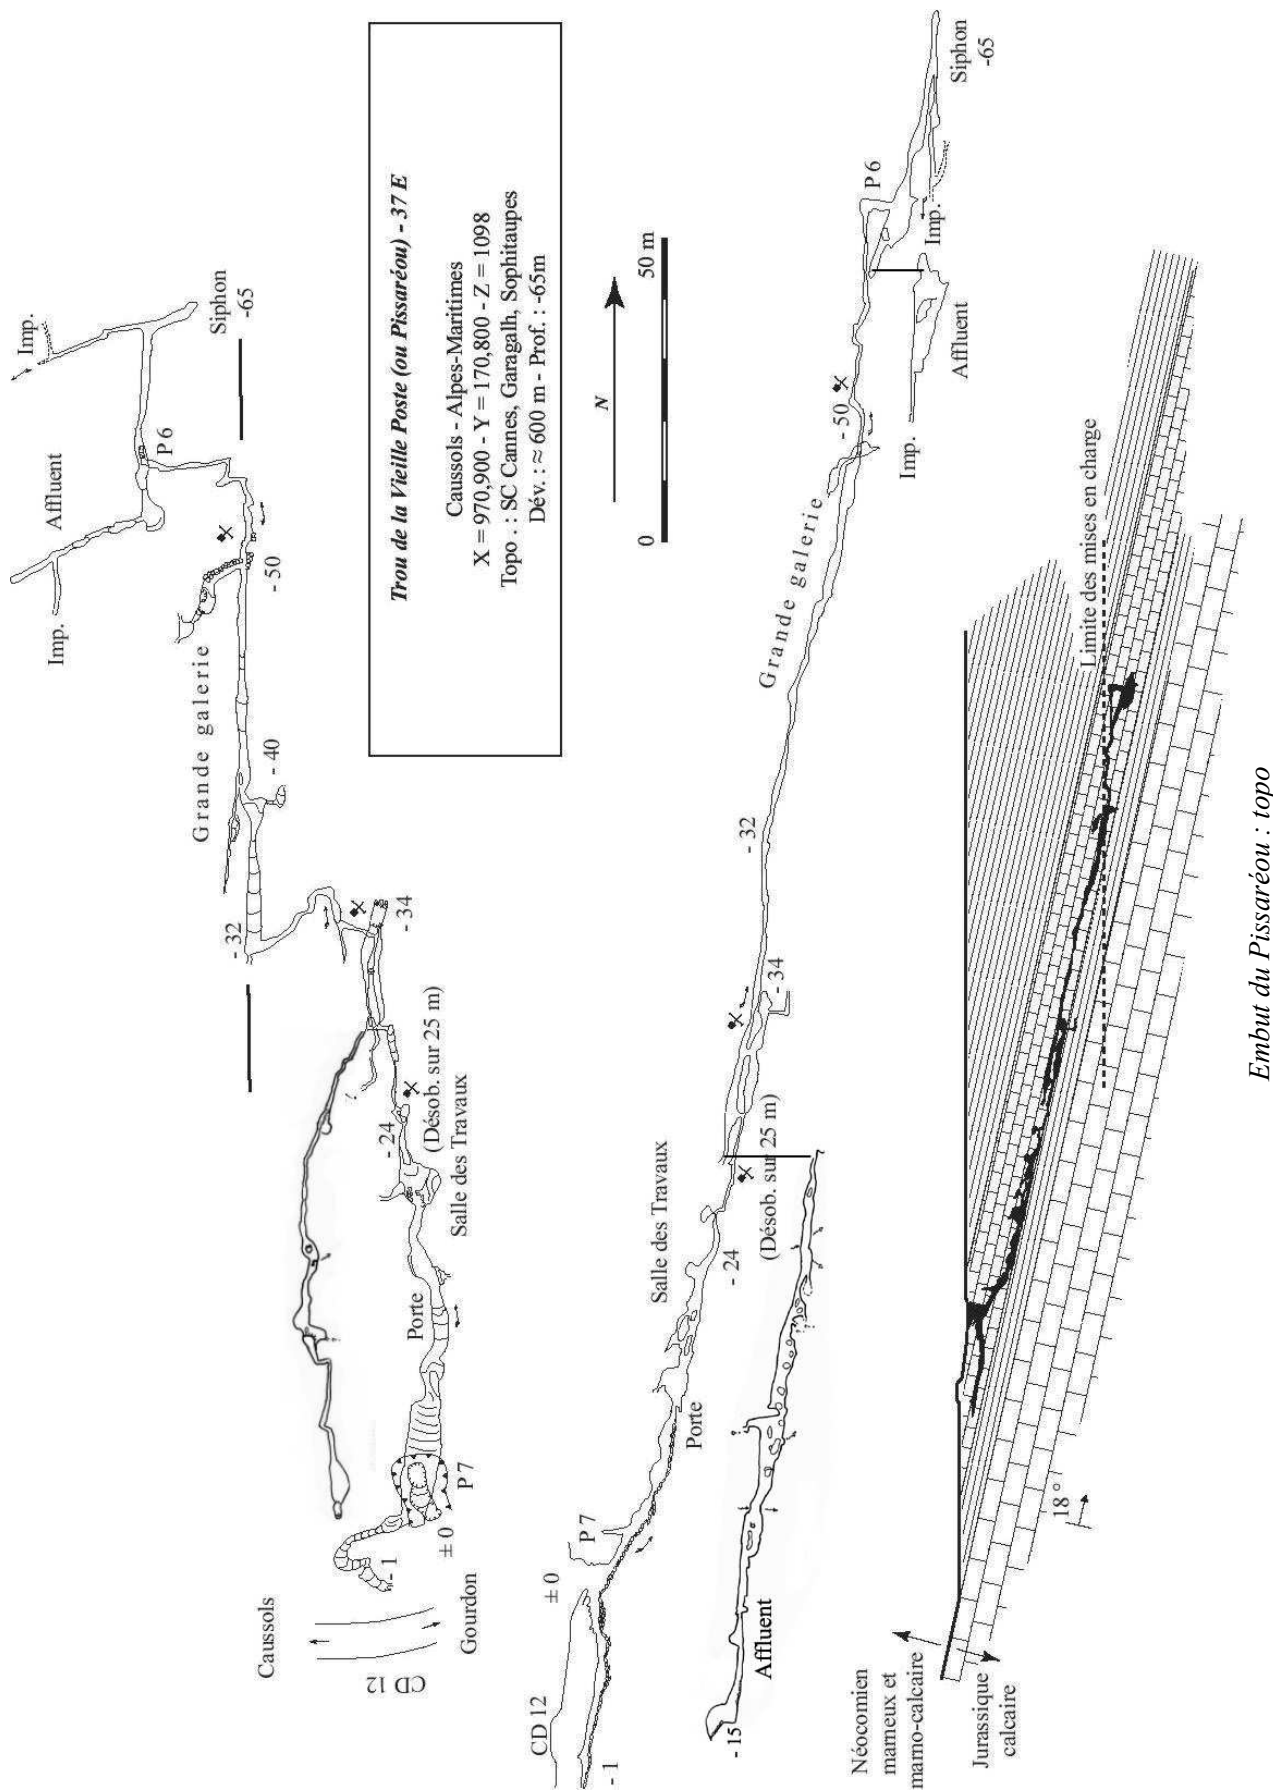 Trou de la Vieille Poste (ou Pissaréou) - 37 E
Caussols - Alpes-Maritimes
X = 970,900 - Y = 170,800 - Z = 1098
Topo . : SC Cannes, Garagalh, Sophitaupes
Dév. : ≈ 600 m - Prof. : -65m
N
0
50 m
Caussols
CD 12
Gourdon
- 1
± 0
P 7
Porte
Salle des Travaux
- 24
(Désob. sur 25 m)
- 34
- 32
- 40
Grande galerie
- 50
Imp.
Affluent
P 6
Imp.
Siphon
-65
CD 12
- 1
± 0
P 7
Porte
Salle des Travaux
- 24
(Désob. sur 25 m)
- 15
Affluent
- 34
- 32
Grande galerie
- 50
Imp.
Affluent
P 6
Imp.
Siphon
-65
Néocomien
marneux et
marno-calcaire
Jurassique
calcaire
18 °
Limite des mises en charge
Embut du Pissaréou : topo